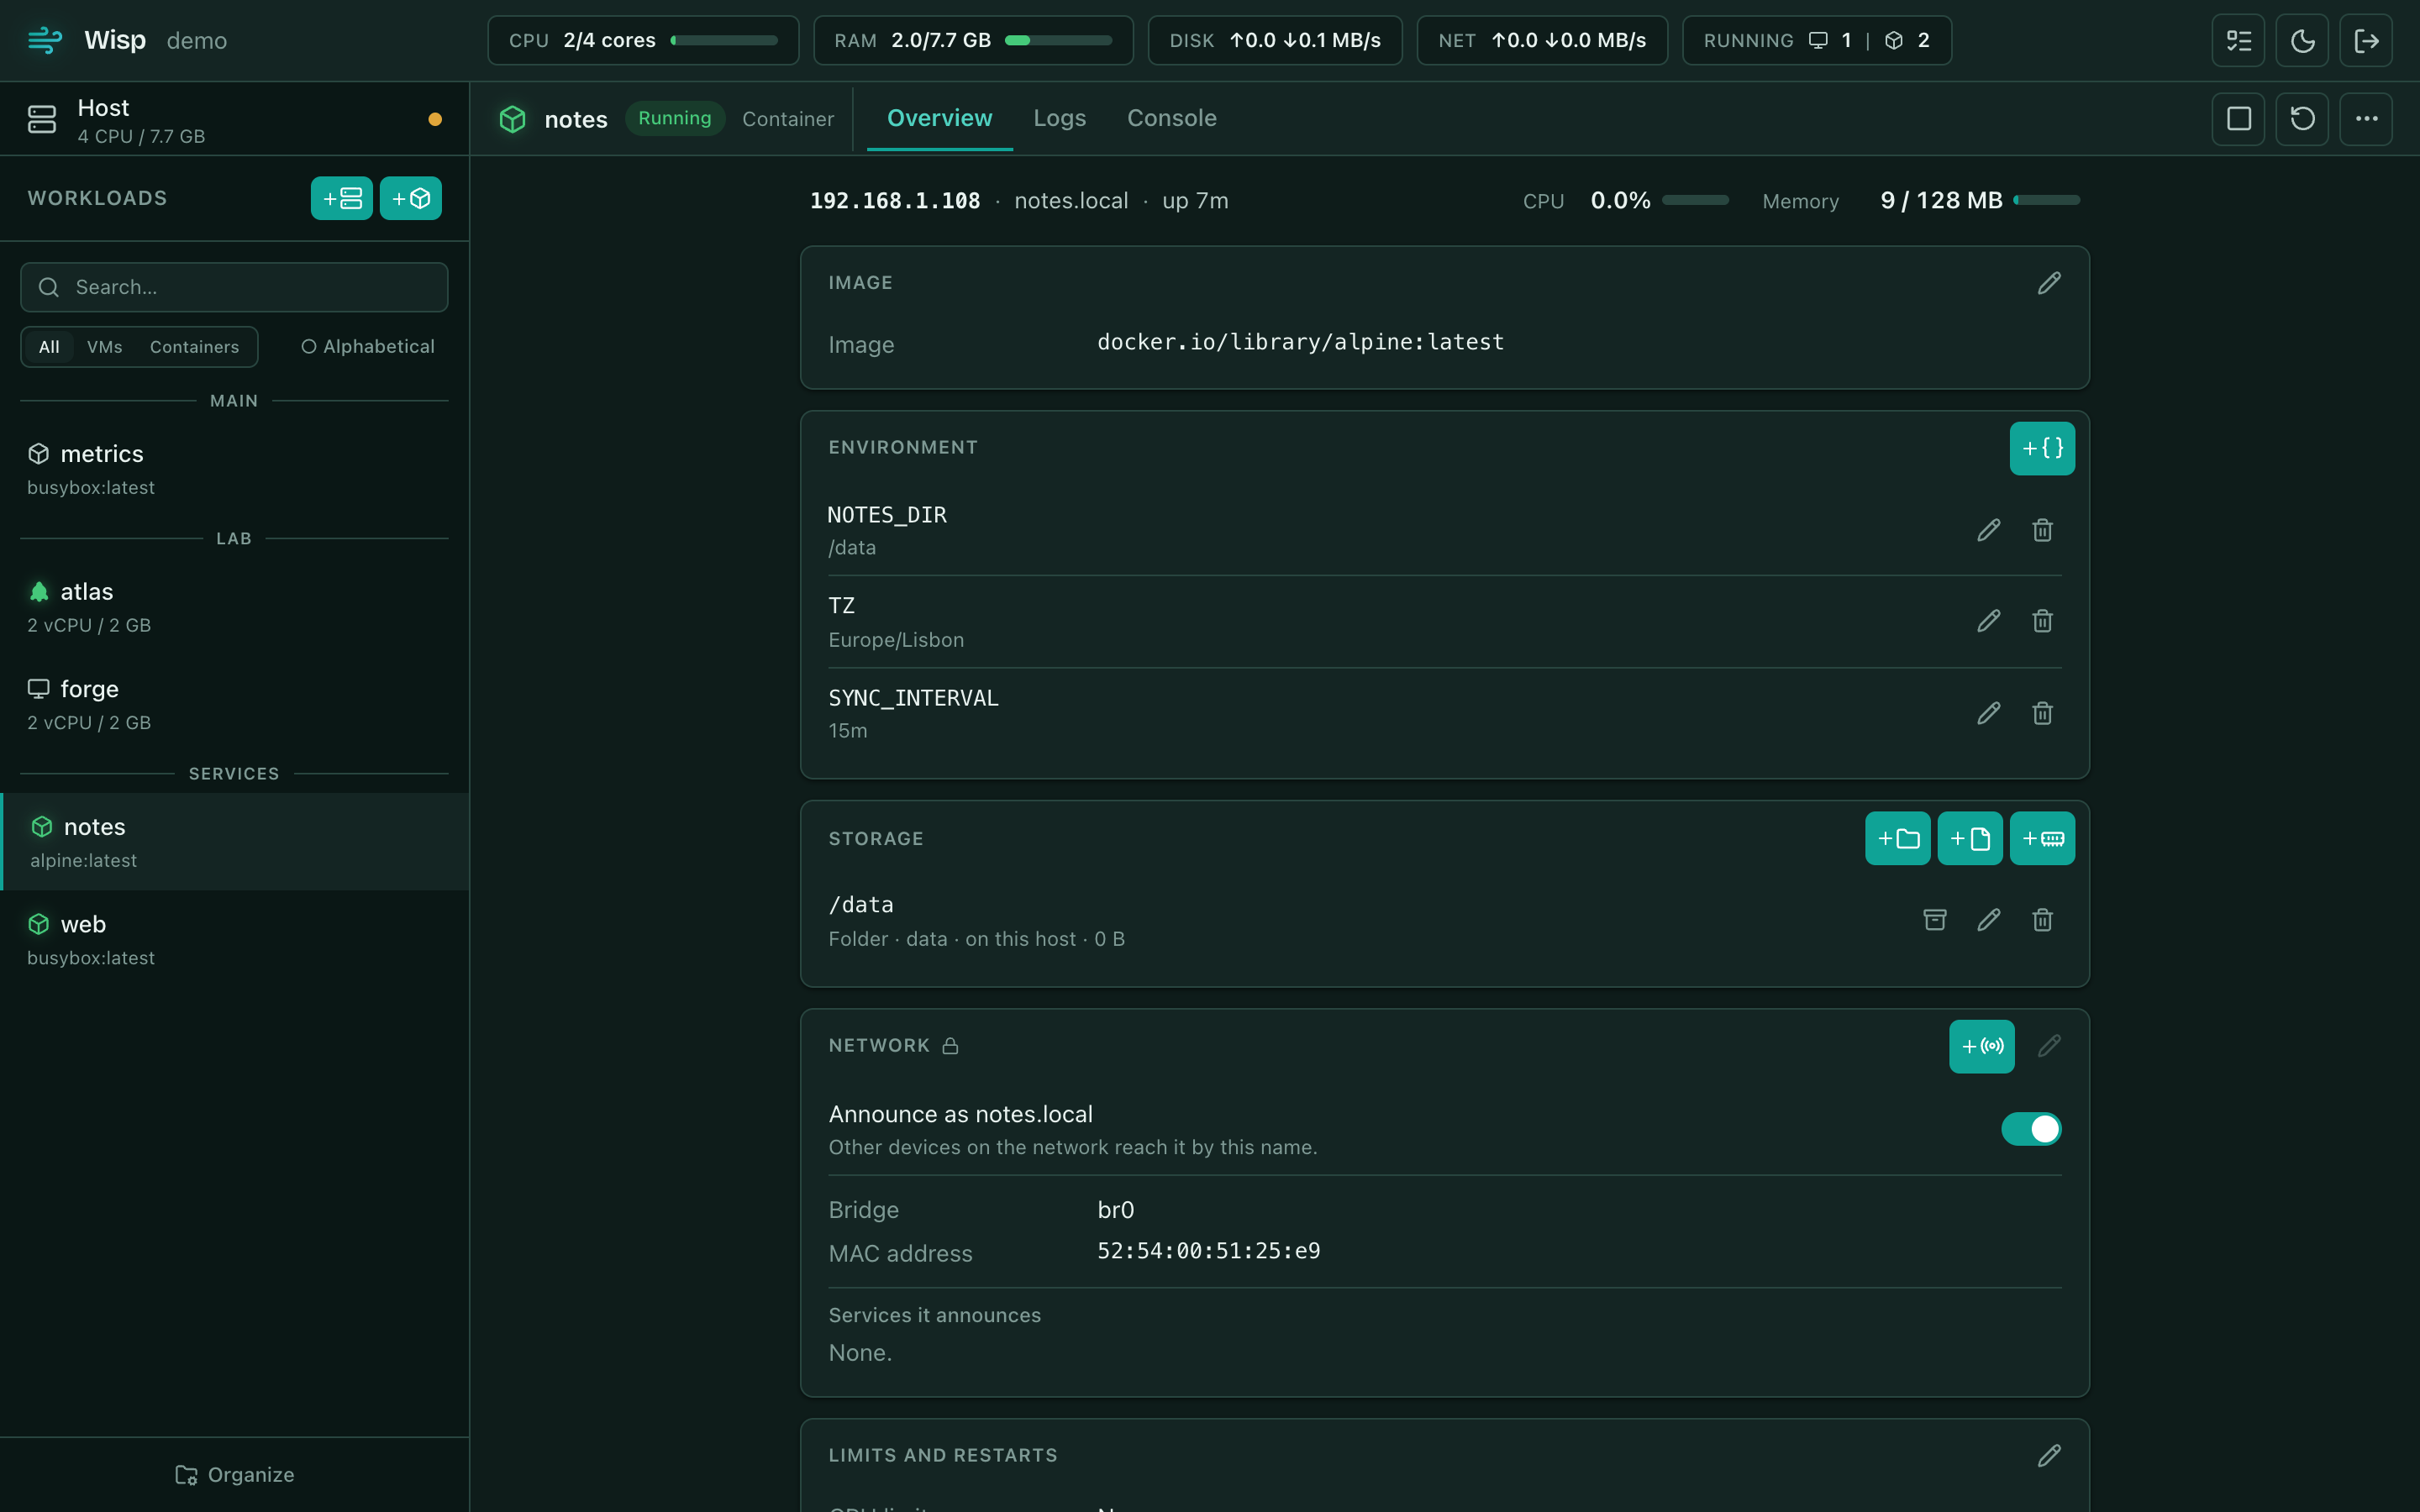 Wisp demo
CPU 2/4 cores
RAM 2.0/7.7 GB
DISK ↑0.0 ↓0.1 MB/s
NET ↑0.0 ↓0.0 MB/s
RUNNING 1 | 2
Host
4 CPU / 7.7 GB
WORKLOADS
+
+
Search...
All VMs Containers
Alphabetical
MAIN
metrics
busybox:latest
LAB
atlas
2 vCPU / 2 GB
forge
2 vCPU / 2 GB
SERVICES
notes
alpine:latest
web
busybox:latest
Organize
notes Running Container
Overview Logs Console
192.168.1.108 · notes.local · up 7m
CPU 0.0%
Memory 9 / 128 MB
IMAGE
Image docker.io/library/alpine:latest
ENVIRONMENT
+{}
NOTES_DIR
/data
TZ
Europe/Lisbon
SYNC_INTERVAL
15m
STORAGE
+
+
+
/data
Folder · data · on this host · 0 B
NETWORK
+
Announce as notes.local
Other devices on the network reach it by this name.
Bridge br0
MAC address 52:54:00:51:25:e9
Services it announces
None.
LIMITS AND RESTARTS